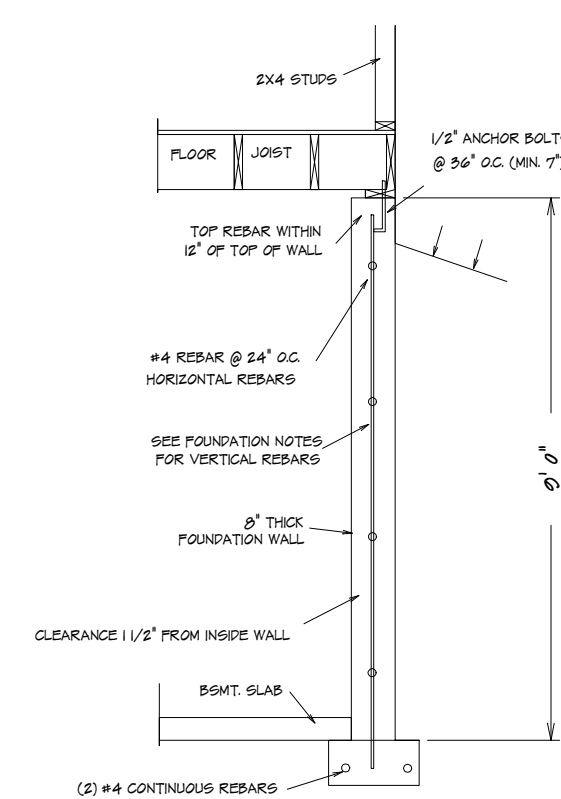 2X4 STUDS
FLOOR JOIST
1/2" ANCHOR BOLTS
@ 36" O.C. (MIN. 7")
TOP REBAR WITHIN
12" OF TOP OF WALL
#4 REBAR @ 24" O.C.
HORIZONTAL REBARS
SEE FOUNDATION NOTES
FOR VERTICAL REBARS
9' 0"
8" THICK
FOUNDATION WALL
CLEARANCE 1 1/2" FROM INSIDE WALL
BSMT. SLAB
(2) #4 CONTINUOUS REBARS